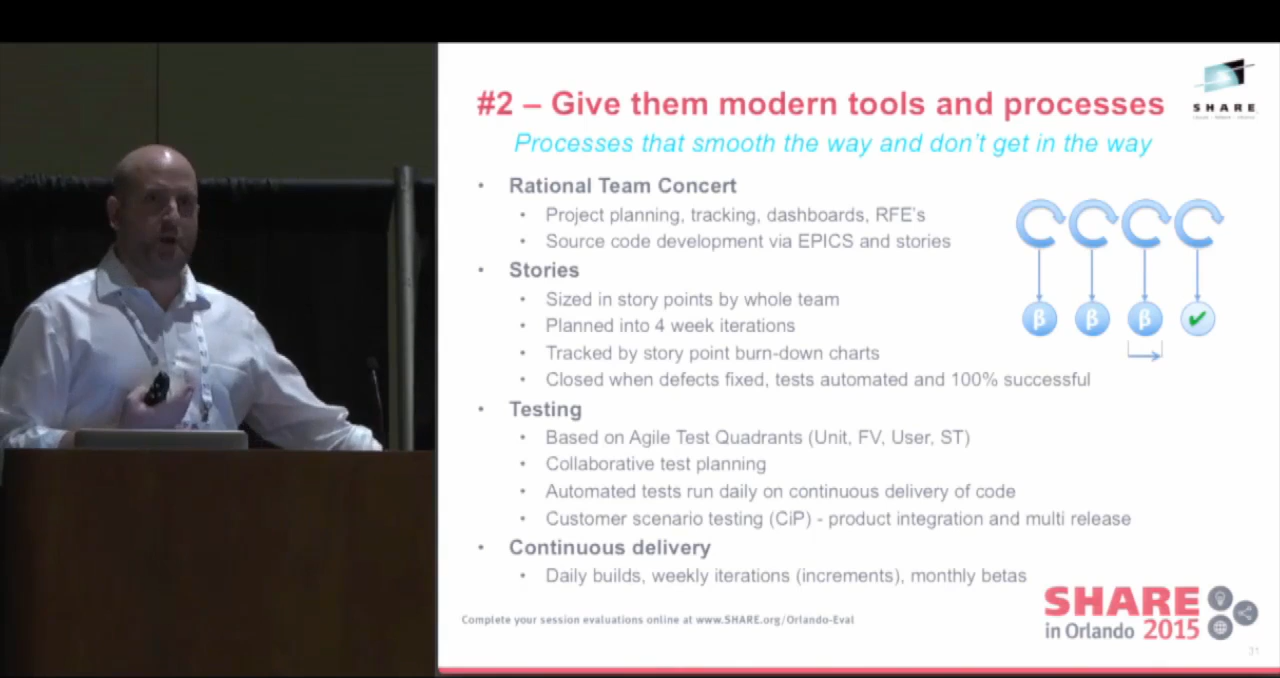 SHARE
#2 – Give them modern tools and processes
Processes that smooth the way and don't get in the way
• Rational Team Concert
• Project planning, tracking, dashboards, RFE's
• Source code development via EPICS and stories
• Stories
• Sized in story points by whole team
• Planned into 4 week iterations
• Tracked by story point burn-down charts
• Closed when defects fixed, tests automated and 100% successful
β β β ✔
• Testing
• Based on Agile Test Quadrants (Unit, FV, User, ST)
• Collaborative test planning
• Automated tests run daily on continuous delivery of code
• Customer scenario testing (CiP) - product integration and multi release
• Continuous delivery
• Daily builds, weekly iterations (increments), monthly betas
Complete your session evaluations online at www.SHARE.org/Orlando-Eval
SHARE
in Orlando 2015
31